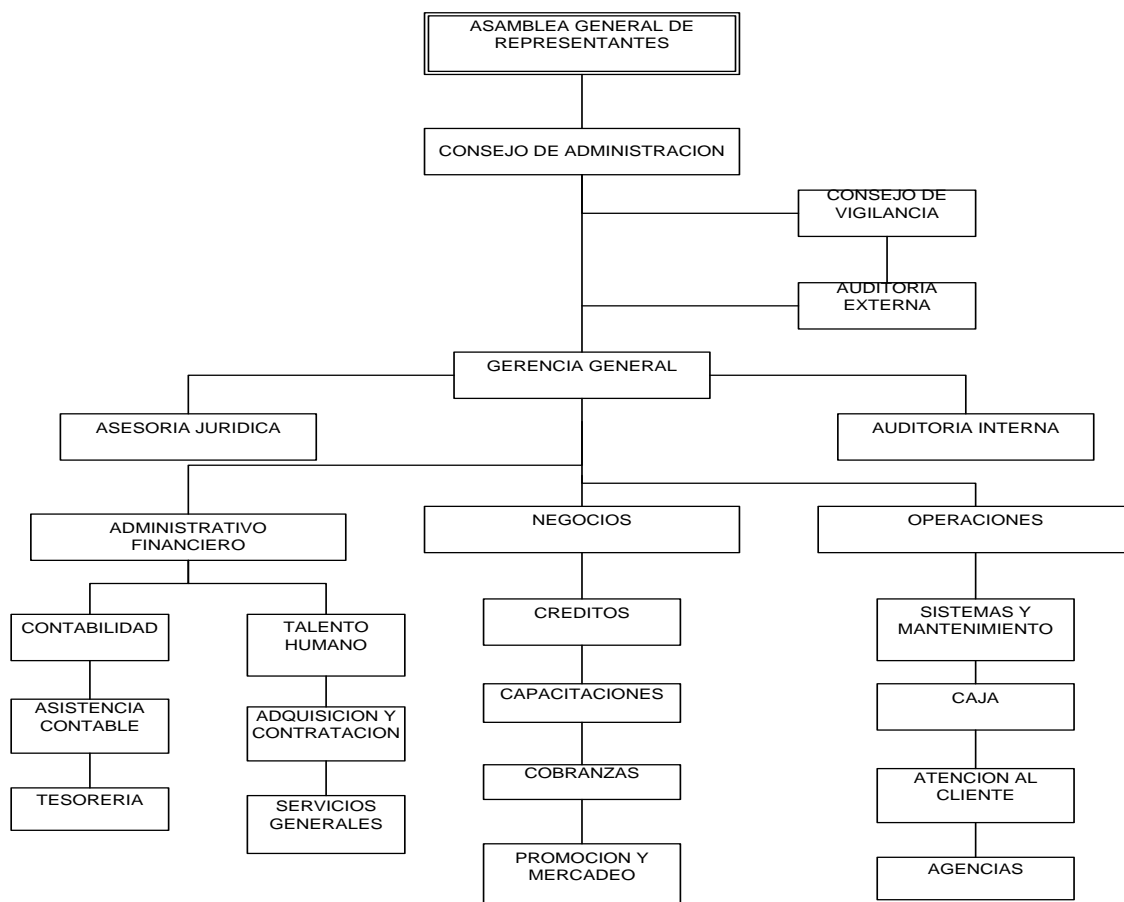 ASAMBLEA GENERAL DE
REPRESENTANTES
CONSEJO DE ADMINISTRACION
CONSEJO DE
VIGILANCIA
AUDITORIA
EXTERNA
GERENCIA GENERAL
ASESORIA JURIDICA
AUDITORIA INTERNA
ADMINISTRATIVO
FINANCIERO
NEGOCIOS
OPERACIONES
CONTABILIDAD
TALENTO
HUMANO
CREDITOS
SISTEMAS Y
MANTENIMIENTO
ASISTENCIA
CONTABLE
ADQUISICION Y
CONTRATACION
CAPACITACIONES
CAJA
TESORERIA
SERVICIOS
GENERALES
COBRANZAS
ATENCION AL
CLIENTE
PROMOCION Y
MERCADEO
AGENCIAS